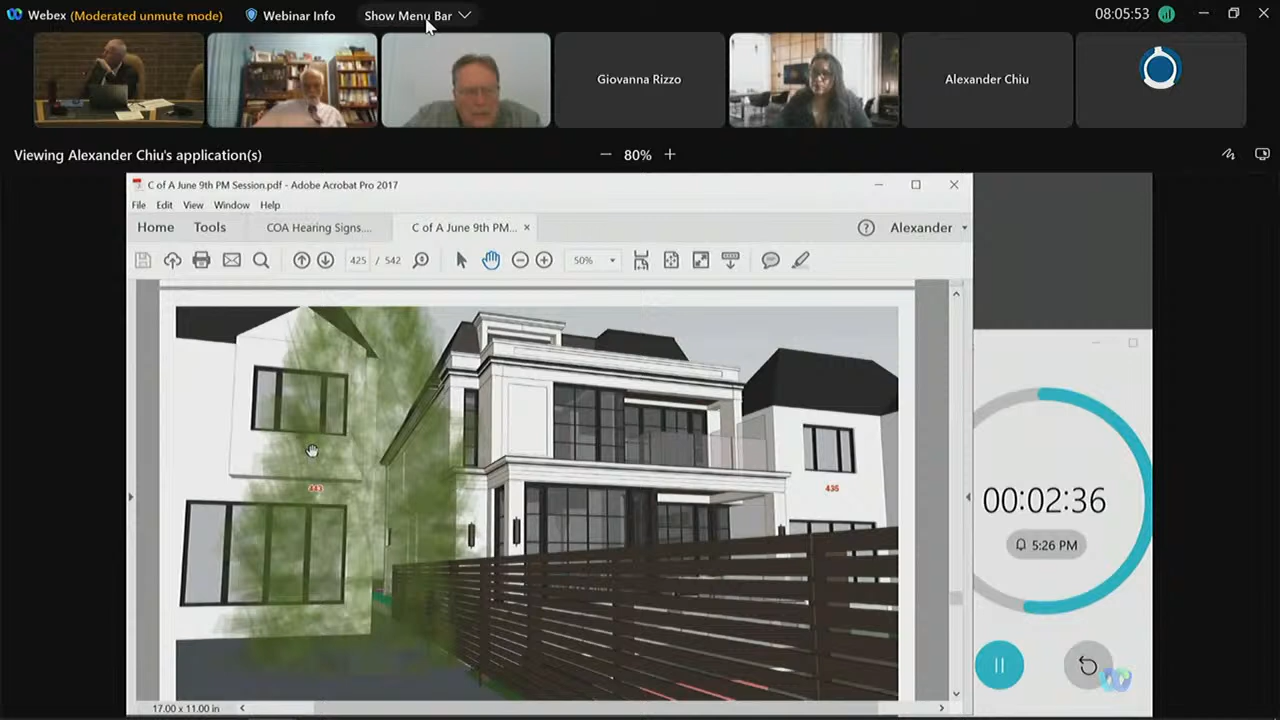 Webex (Moderated unmute mode) Webinar Info Show Menu Bar 08:05:53
Giovanna Rizzo
Alexander Chiu
Viewing Alexander Chiu's application(s) 80%
C of A June 9th PM Session.pdf - Adobe Acrobat Pro 2017
File Edit View Window Help
Home Tools COA Hearing Signs.... C of A June 9th PM... × Alexander
425 / 542 50%
435
00:02:36
5:26 PM
17.00 x 11.00 in